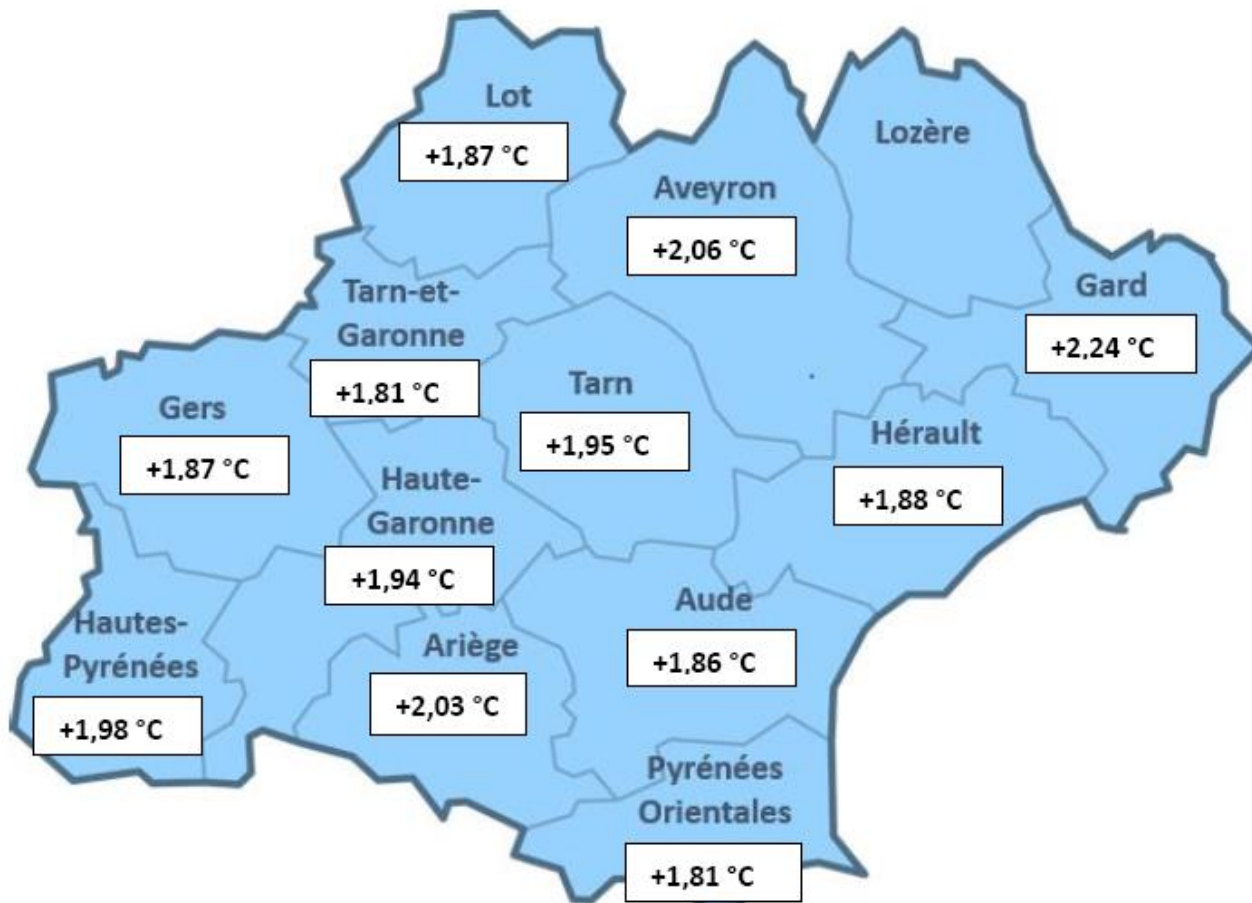 Lot
+1,87 °C
Lozère
Aveyron
+2,06 °C
Gard
+2,24 °C
Tarn-et-
Garonne
+1,81 °C
Tarn
+1,95 °C
Gers
+1,87 °C
Hérault
+1,88 °C
Haute-
Garonne
+1,94 °C
Aude
+1,86 °C
Hautes-
Pyrénées
+1,98 °C
Ariège
+2,03 °C
Pyrénées
Orientales
+1,81 °C